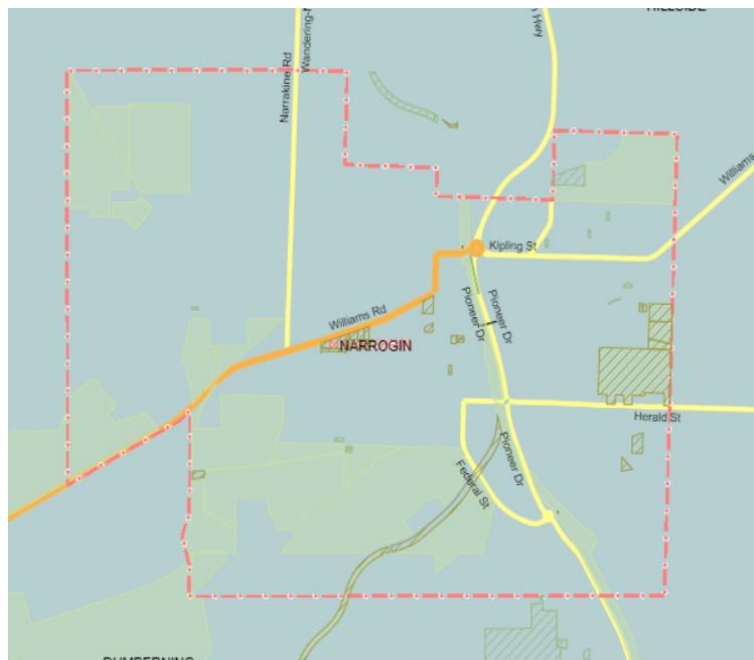 HILLSIDE
Hwy
Narrakine Rd
Williams
Kipling St
Pioneer Dr
Pioneer Dr
Williams Rd
NARROGIN
Herald St
Pioneer Dr
Federal St